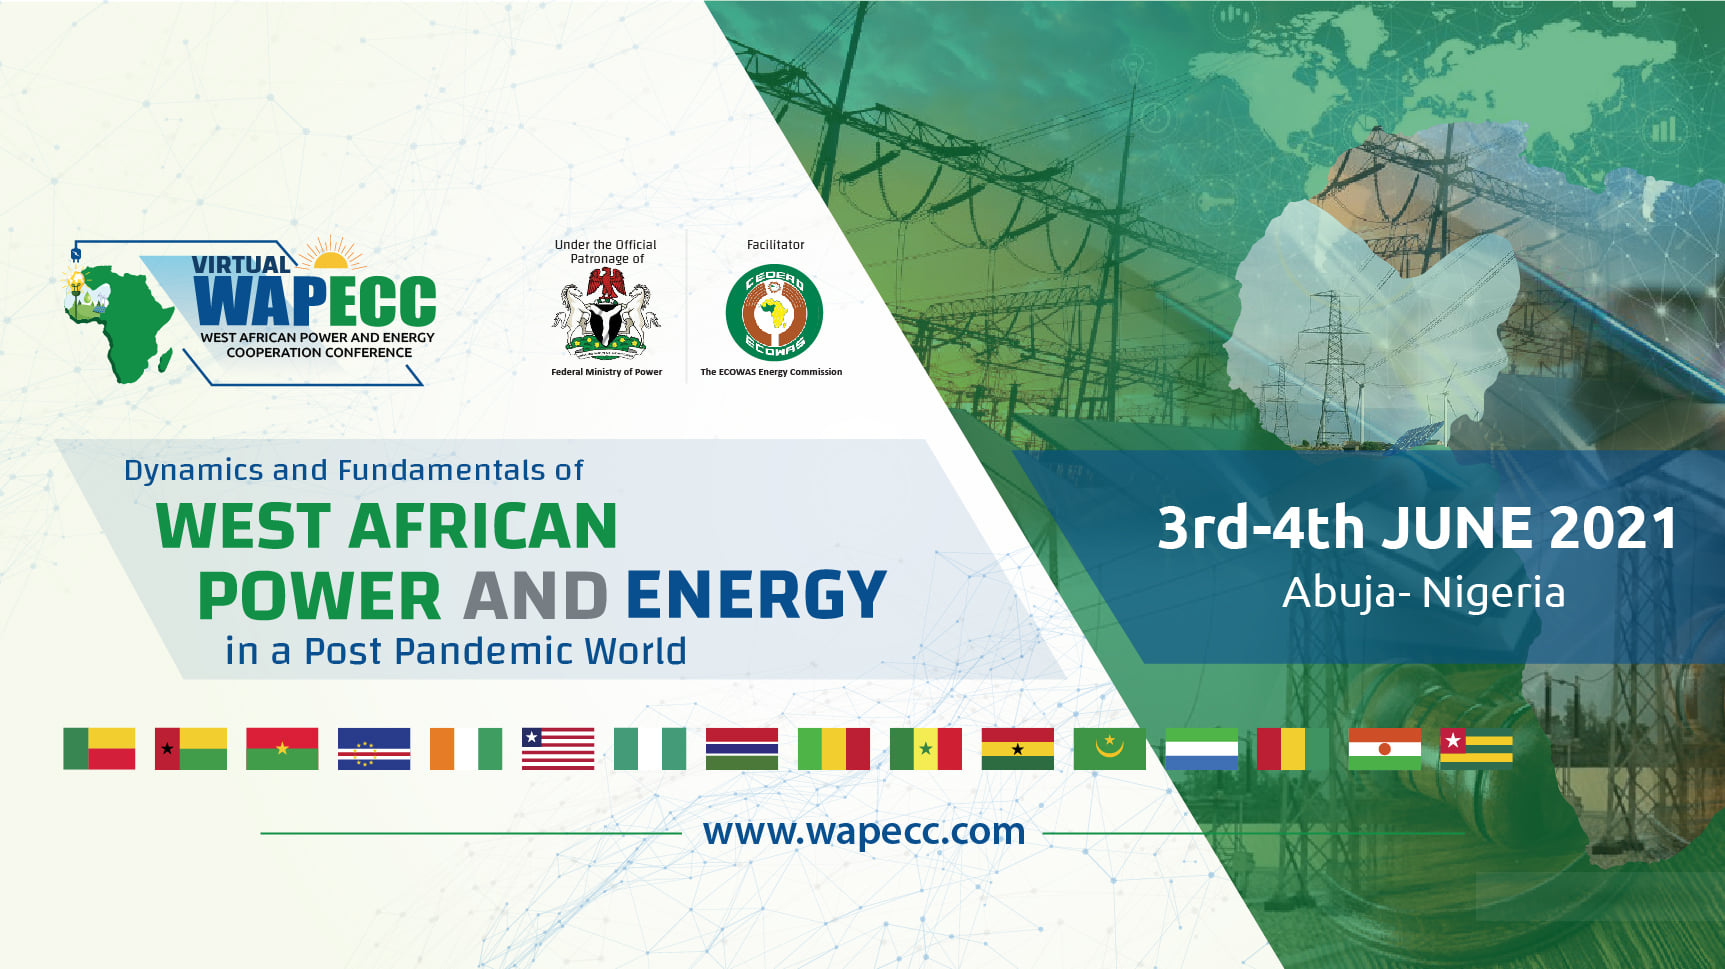 VIRTUAL
WAPECC
WEST AFRICAN POWER AND ENERGY
COOPERATION CONFERENCE
Under the Official
Patronage of
Federal Ministry of Power
Facilitator
CEDEAO
ECOWAS
The ECOWAS Energy Commission
Dynamics and Fundamentals of
WEST AFRICAN
POWER AND ENERGY
in a Post Pandemic World
3rd-4th JUNE 2021
Abuja- Nigeria
www.wapecc.com